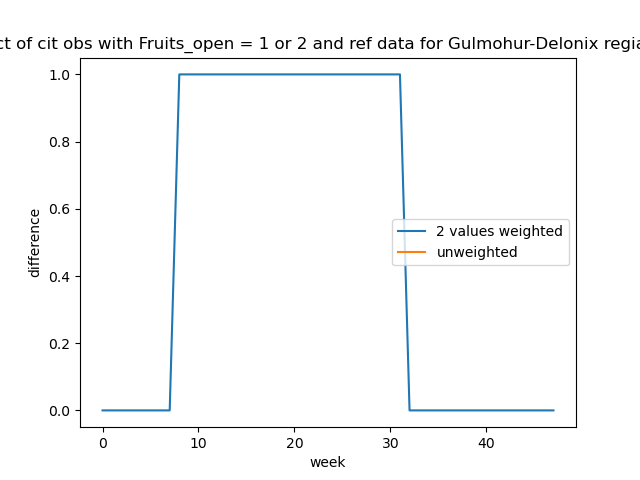 ct of cit obs with Fruits_open = 1 or 2 and ref data for Gulmohur-Delonix regia
1.0
0.8
0.6
0.4
0.2
0.0
difference
2 values weighted
unweighted
0 10 20 30 40
week